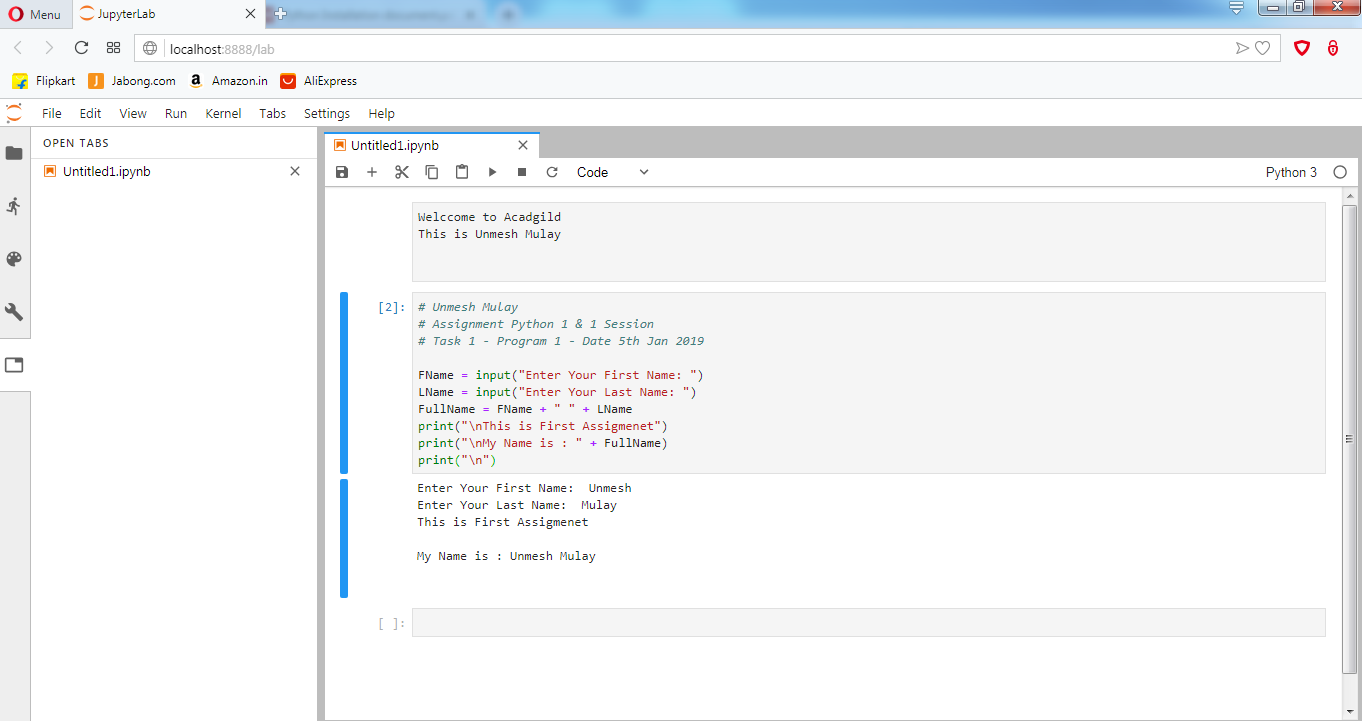 Menu
JupyterLab
localhost:8888/lab
Flipkart
Jabong.com
Amazon.in
AliExpress
File Edit View Run Kernel Tabs Settings Help
OPEN TABS
Untitled1.ipynb
Untitled1.ipynb
Code
Python 3
Welccome to Acadgild
This is Unmesh Mulay
[2]:
# Unmesh Mulay
# Assignment Python 1 & 1 Session
# Task 1 - Program 1 - Date 5th Jan 2019
FName = input("Enter Your First Name: ")
LName = input("Enter Your Last Name: ")
FullName = FName + " " + LName
print("\nThis is First Assigmenet")
print("\nMy Name is : " + FullName)
print("\n")
Enter Your First Name:  Unmesh
Enter Your Last Name:  Mulay
This is First Assigmenet
My Name is : Unmesh Mulay
[ ]: